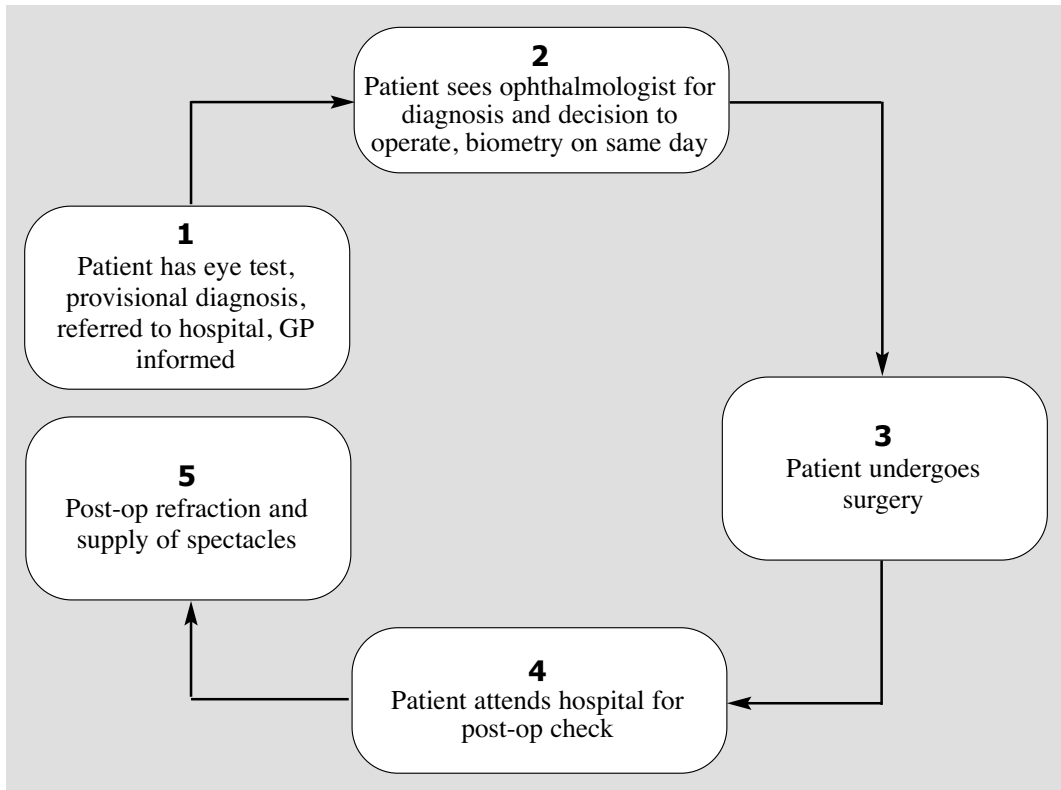 1
Patient has eye test,
provisional diagnosis,
referred to hospital, GP
informed
2
Patient sees ophthalmologist for
diagnosis and decision to
operate, biometry on same day
3
Patient undergoes
surgery
4
Patient attends hospital for
post-op check
5
Post-op refraction and
supply of spectacles